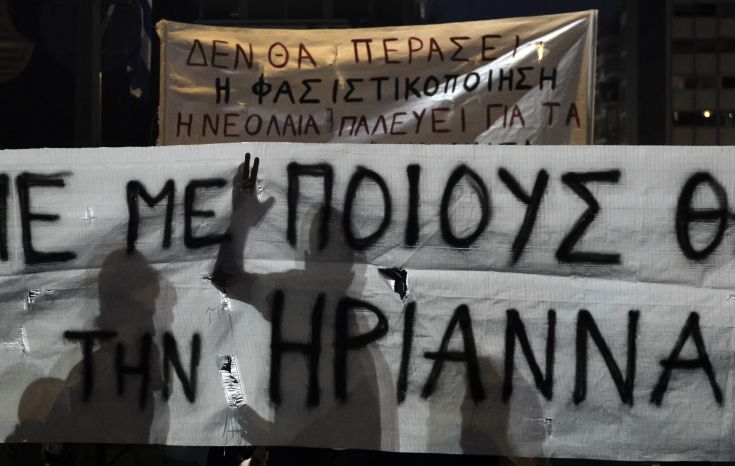 ΔΕΝ ΘΑ ΠΕΡΑΣΕΙ
Η ΦΑΣΙΣΤΙΚΟΠΟΙΗΣΗ
Η ΝΕΟΛΑΙΑ ΠΑΛΕΥΕΙ ΓΙΑ ΤΑ
ΜΕ ΠΟΙΟΥΣ
ΤΗΝ ΗΡΙΑΝΝΑ